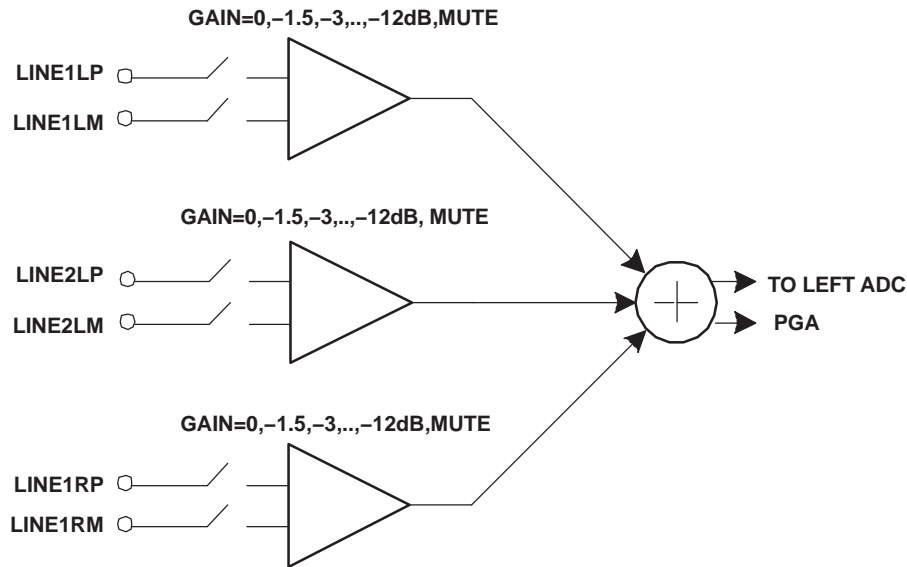 GAIN=0,−1.5,−3,..,−12dB,MUTE
LINE1LP
LINE1LM
GAIN=0,−1.5,−3,..,−12dB, MUTE
LINE2LP
LINE2LM
TO LEFT ADC
PGA
GAIN=0,−1.5,−3,..,−12dB,MUTE
LINE1RP
LINE1RM